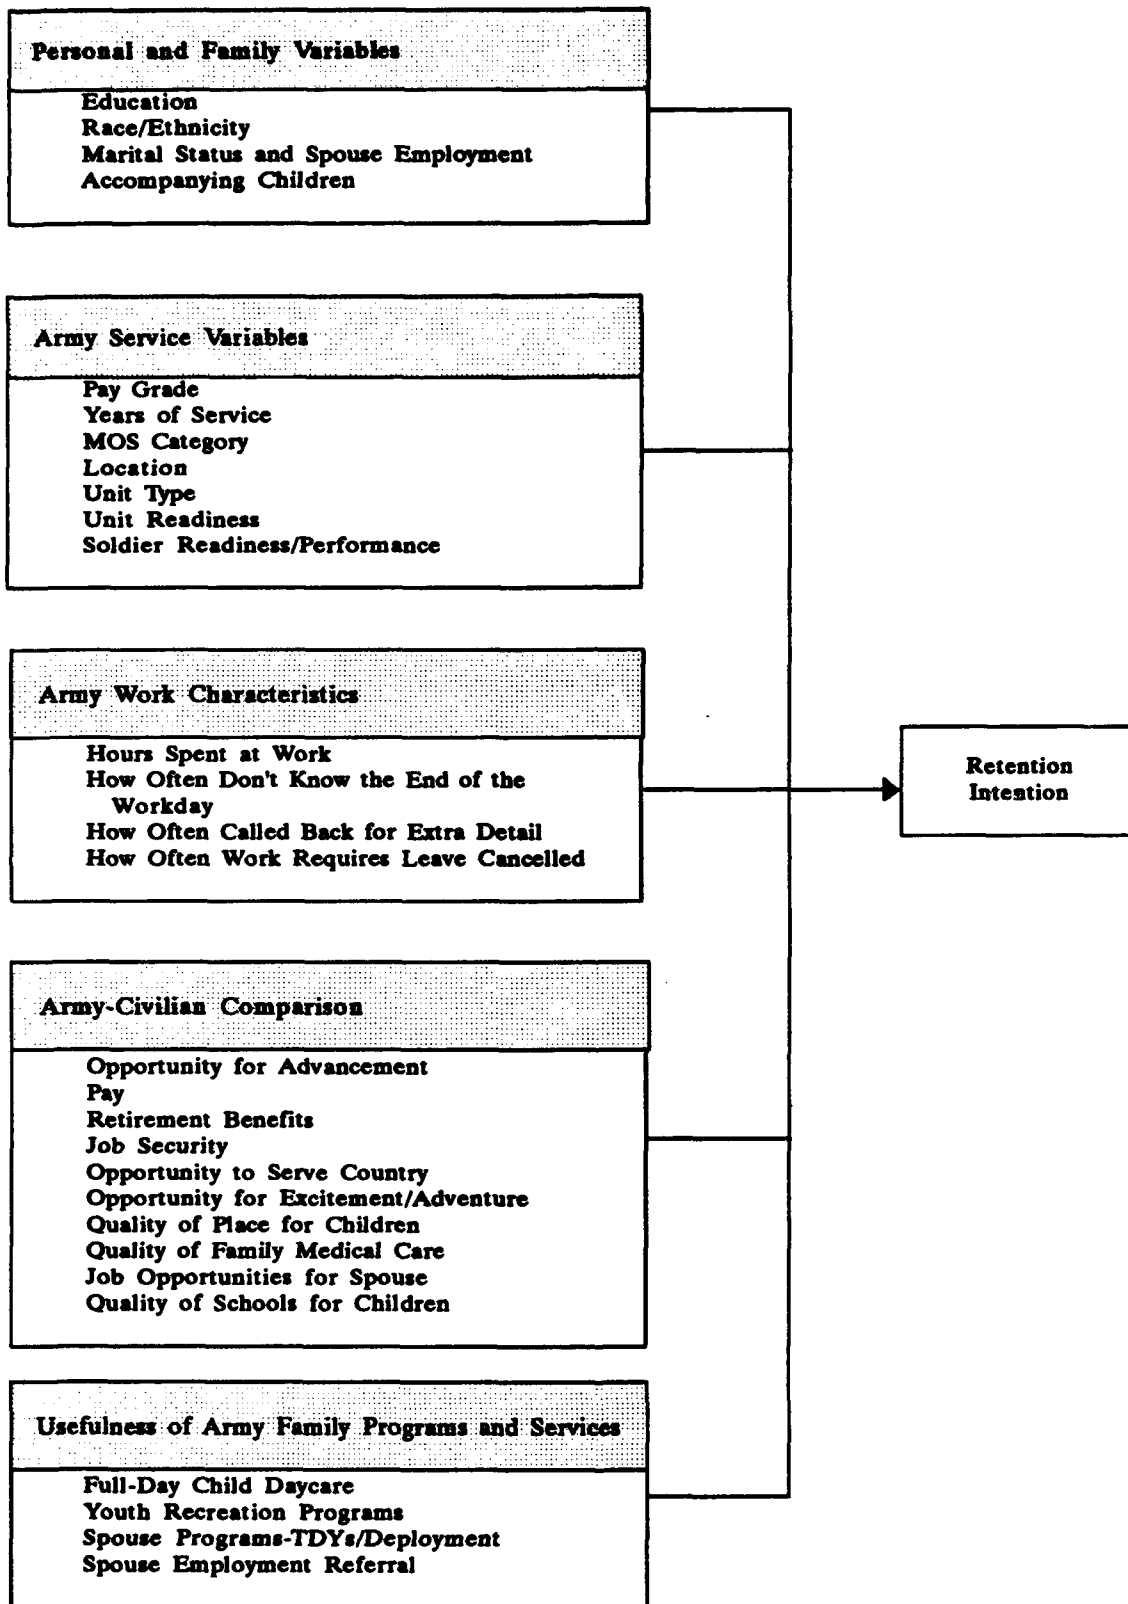 Personal and Family Variables
Education
Race/Ethnicity
Marital Status and Spouse Employment
Accompanying Children
Army Service Variables
Pay Grade
Years of Service
MOS Category
Location
Unit Type
Unit Readiness
Soldier Readiness/Performance
Army Work Characteristics
Hours Spent at Work
How Often Don't Know the End of the
Workday
How Often Called Back for Extra Detail
How Often Work Requires Leave Cancelled
Retention
Intention
Army-Civilian Comparison
Opportunity for Advancement
Pay
Retirement Benefits
Job Security
Opportunity to Serve Country
Opportunity for Excitement/Adventure
Quality of Place for Children
Quality of Family Medical Care
Job Opportunities for Spouse
Quality of Schools for Children
Usefulness of Army Family Programs and Services
Full-Day Child Daycare
Youth Recreation Programs
Spouse Programs-TDYs/Deployment
Spouse Employment Referral